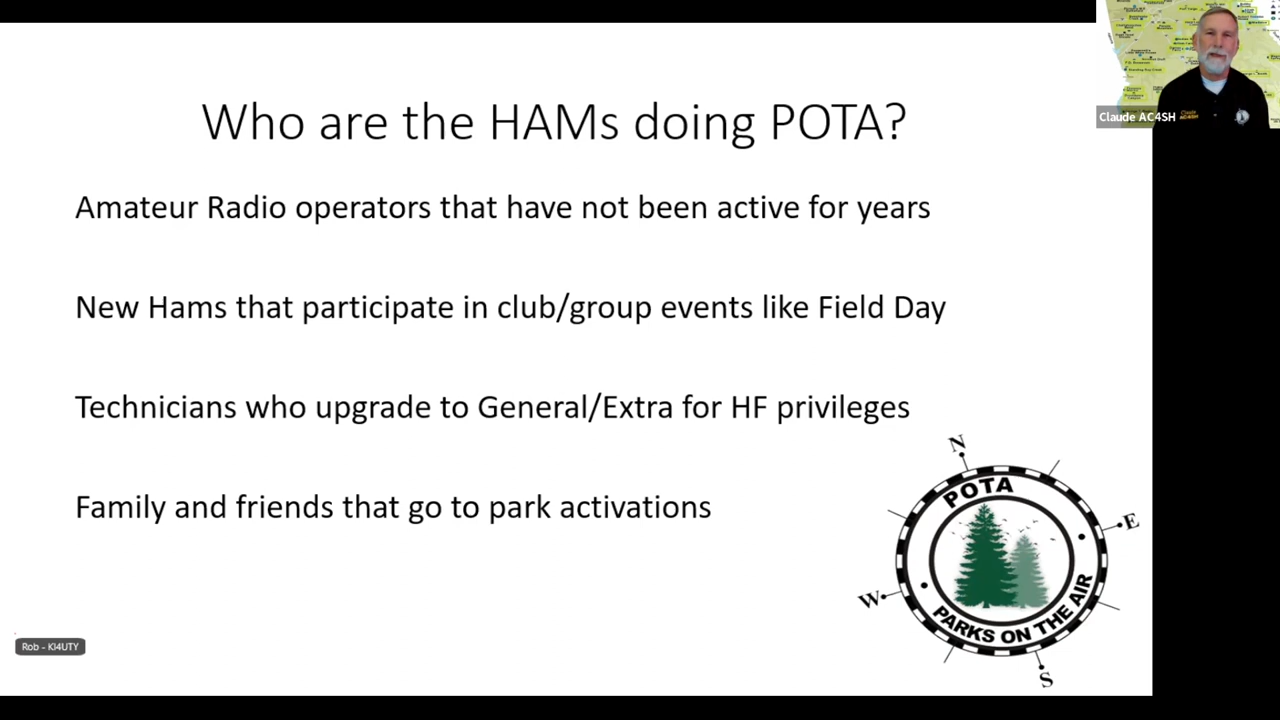 Who are the HAMs doing POTA?
Claude AC4SH
Claude
AC4SH
Amateur Radio operators that have not been active for years
New Hams that participate in club/group events like Field Day
Technicians who upgrade to General/Extra for HF privileges
Family and friends that go to park activations
N
POTA
E
W
PARKS ON THE AIR
S
Rob - KI4UTY